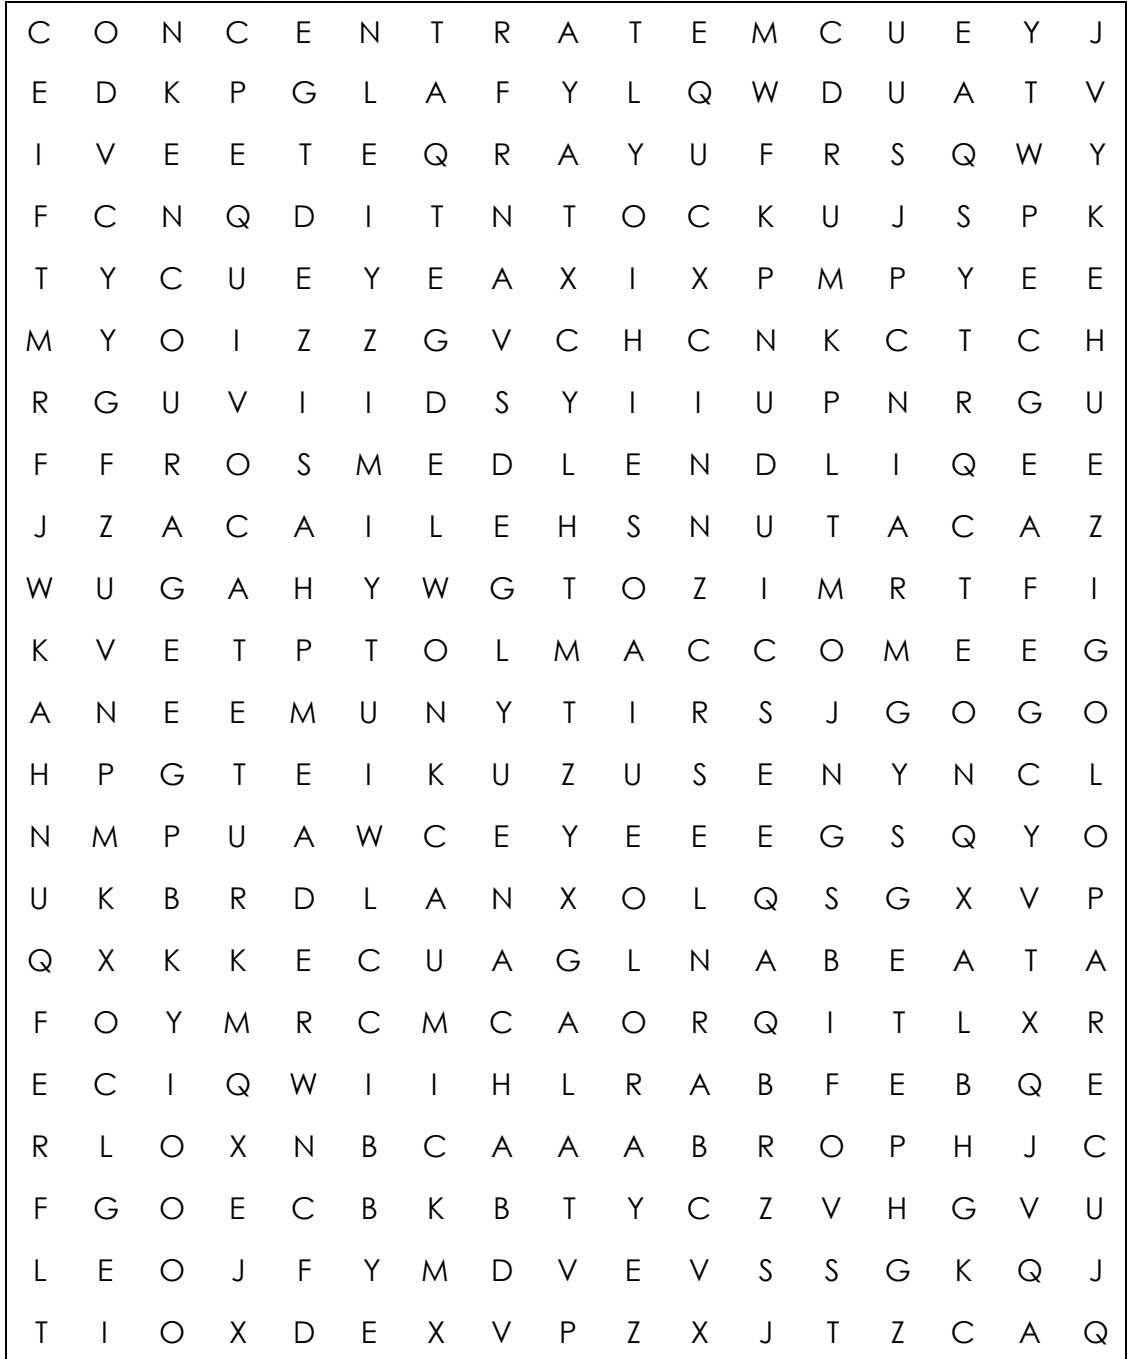 C O N C E N T R A T E M C U E Y J
E D K P G L A F Y L Q W D U A T V
I V E E T E Q R A Y U F R S Q W Y
F C N Q D I T N T O C K U J S P K
T Y C U E Y E A X I X P M P Y E E
M Y O I Z Z G V C H C N K C T C H
R G U V I I D S Y I I U P N R G U
F F R O S M E D L E N D L I Q E E
J Z A C A I L E H S N U T A C A Z
W U G A H Y W G T O Z I M R T F I
K V E T P T O L M A C C O M E E G
A N E E M U N Y T I R S J G O G O
H P G T E I K U Z U S E N Y N C L
N M P U A W C E Y E E E G S Q Y O
U K B R D L A N X O L Q S G X V P
Q X K K E C U A G L N A B E A T A
F O Y M R C M C A O R Q I T L X R
E C I Q W I I H L R A B F E B Q E
R L O X N B C A A A B R O P H J C
F G O E C B K B T Y C Z V H G V U
L E O J F Y M D V E V S S G K Q J
T I O X D E X V P Z X J T Z C A Q